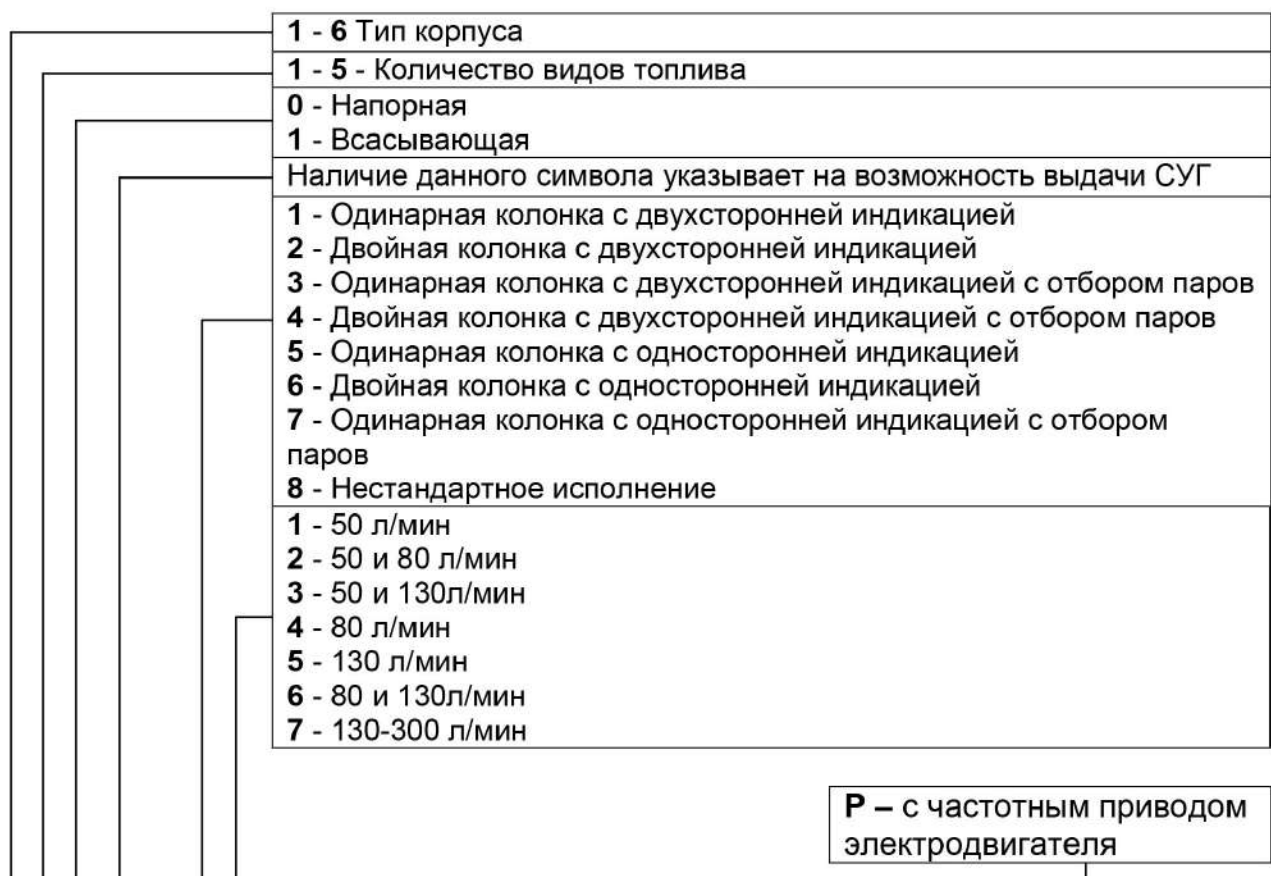 1 - 6 Тип корпуса
1 - 5 - Количество видов топлива
0 - Напорная
1 - Всасывающая
Наличие данного символа указывает на возможность выдачи СУГ
1 - Одинарная колонка с двухсторонней индикацией
2 - Двойная колонка с двухсторонней индикацией
3 - Одинарная колонка с двухсторонней индикацией с отбором паров
4 - Двойная колонка с двухсторонней индикацией с отбором паров
5 - Одинарная колонка с односторонней индикацией
6 - Двойная колонка с односторонней индикацией
7 - Одинарная колонка с односторонней индикацией с отбором
паров
8 - Нестандартное исполнение
1 - 50 л/мин
2 - 50 и 80 л/мин
3 - 50 и 130л/мин
4 - 80 л/мин
5 - 130 л/мин
6 - 80 и 130л/мин
7 - 130-300 л/мин
Р – с частотным приводом
электродвигателя